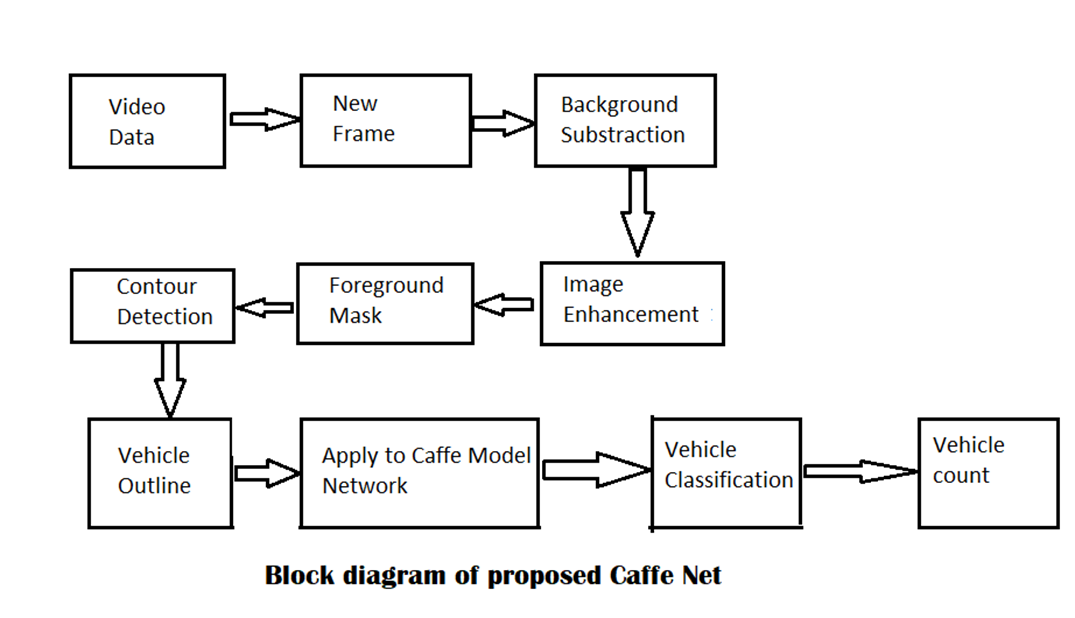 Video
Data
New
Frame
Background
Substraction
Image
Enhancement
Foreground
Mask
Contour
Detection
Vehicle
Outline
Apply to Caffe Model
Network
Vehicle
Classification
Vehicle
count
Block diagram of proposed Caffe Net